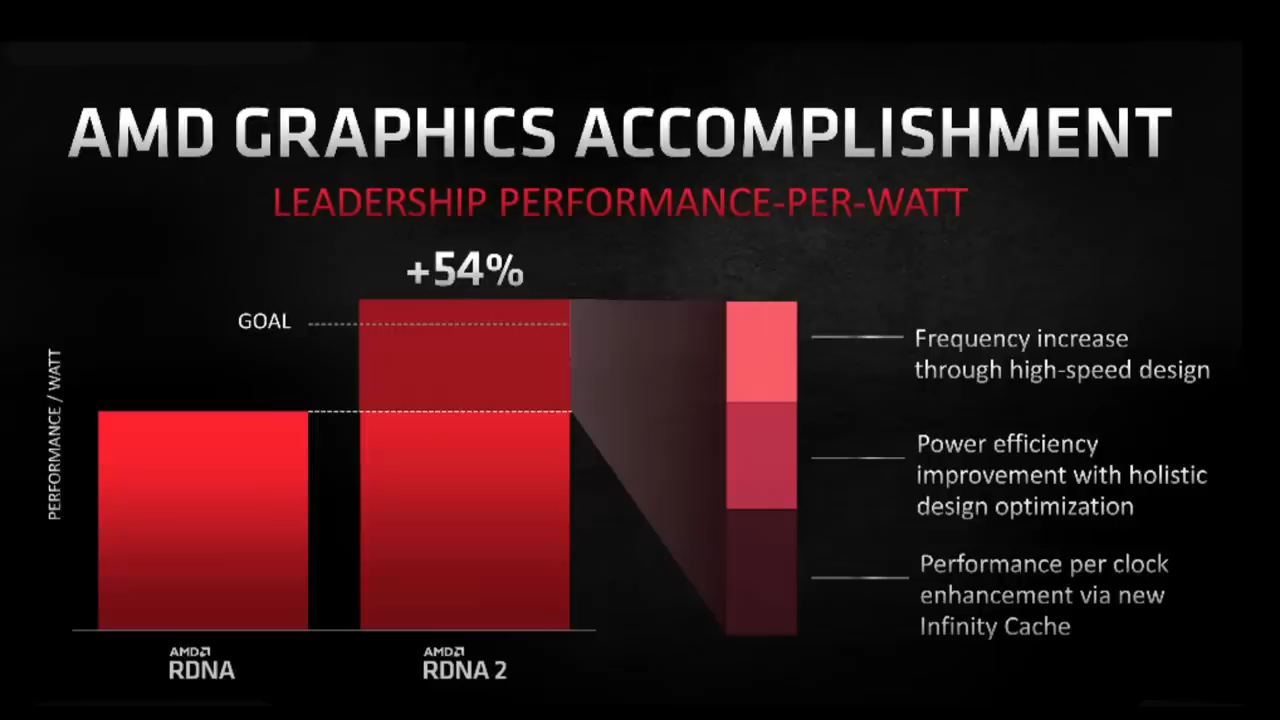 AMD GRAPHICS ACCOMPLISHMENT
LEADERSHIP PERFORMANCE-PER-WATT
+54%
GOAL
PERFORMANCE / WATT
Frequency increase
through high-speed design
Power efficiency
improvement with holistic
design optimization
Performance per clock
enhancement via new
Infinity Cache
AMD
RDNA
AMD
RDNA 2